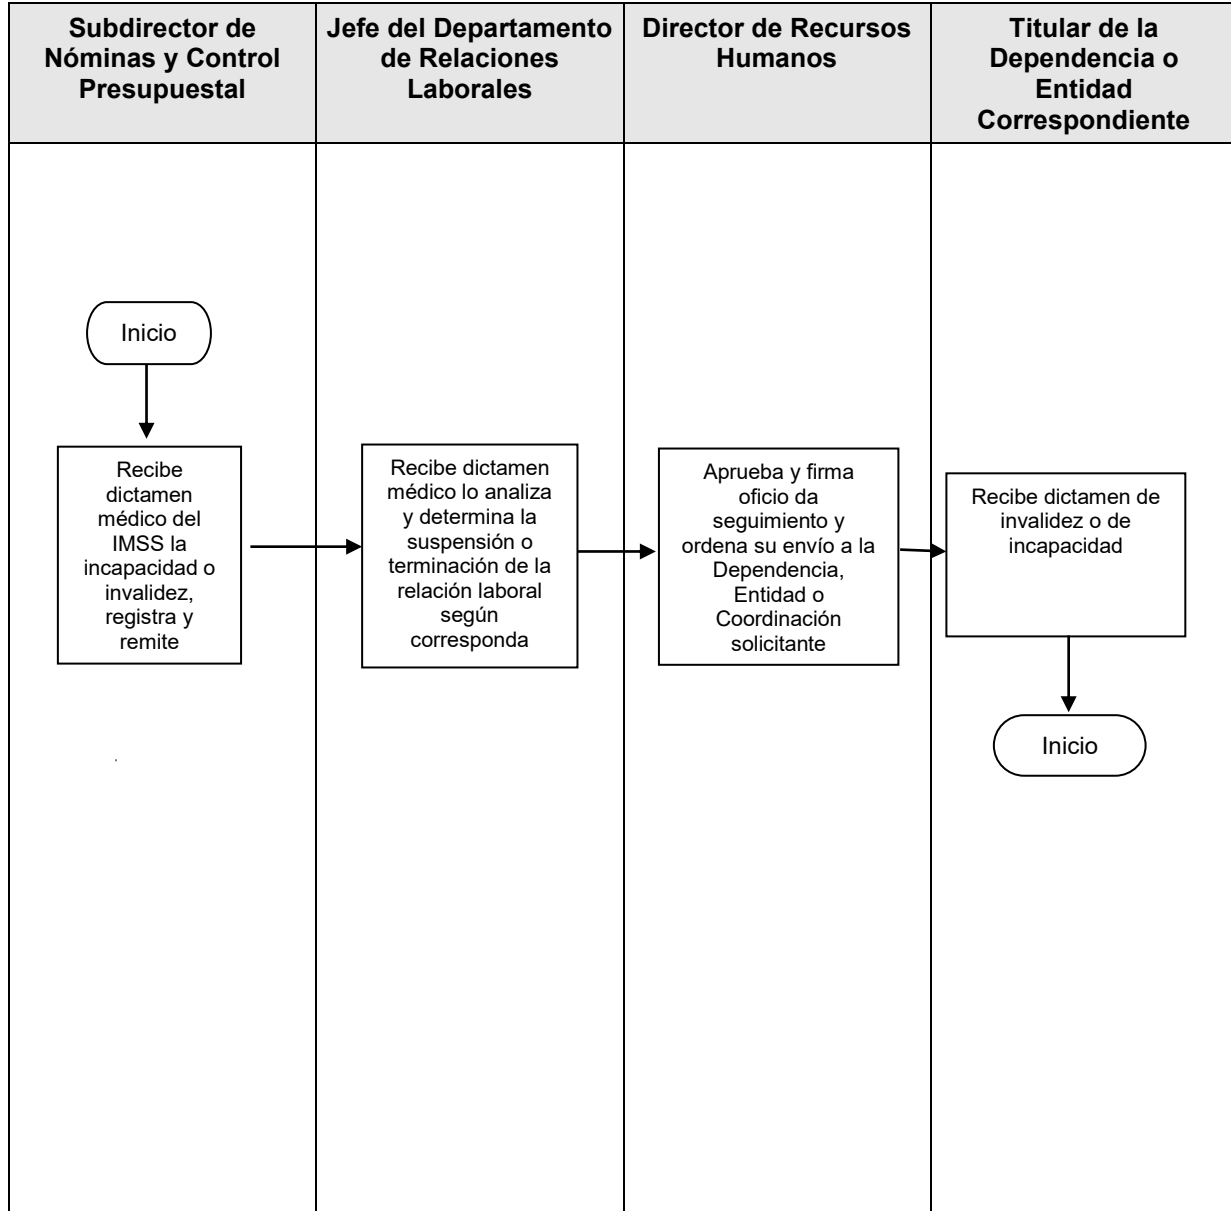 Subdirector de
Nóminas y Control
Presupuestal
Jefe del Departamento
de Relaciones
Laborales
Director de Recursos
Humanos
Titular de la
Dependencia o
Entidad
Correspondiente
Inicio
Recibe
dictamen
médico del
IMSS la
incapacidad o
invalidez,
registra y
remite
Recibe dictamen
médico lo analiza
y determina la
suspensión o
terminación de la
relación laboral
según
corresponda
Aprueba y firma
oficio da
seguimiento y
ordena su envío a la
Dependencia,
Entidad o
Coordinación
solicitante
Recibe dictamen de
invalidez o de
incapacidad
Inicio